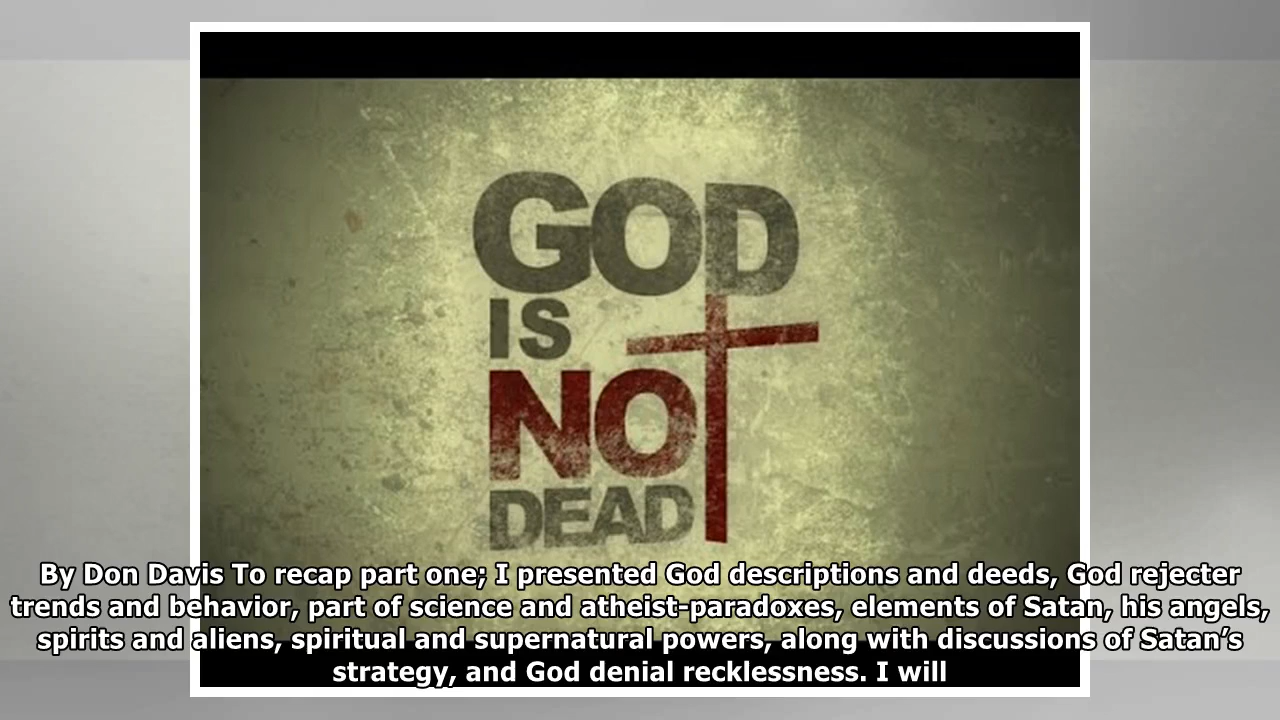 GOD
IS
NOT
DEAD
By Don Davis To recap part one; I presented God descriptions and deeds, God rejecter
trends and behavior, part of science and atheist-paradoxes, elements of Satan, his angels,
spirits and aliens, spiritual and supernatural powers, along with discussions of Satan’s
strategy, and God denial recklessness. I will